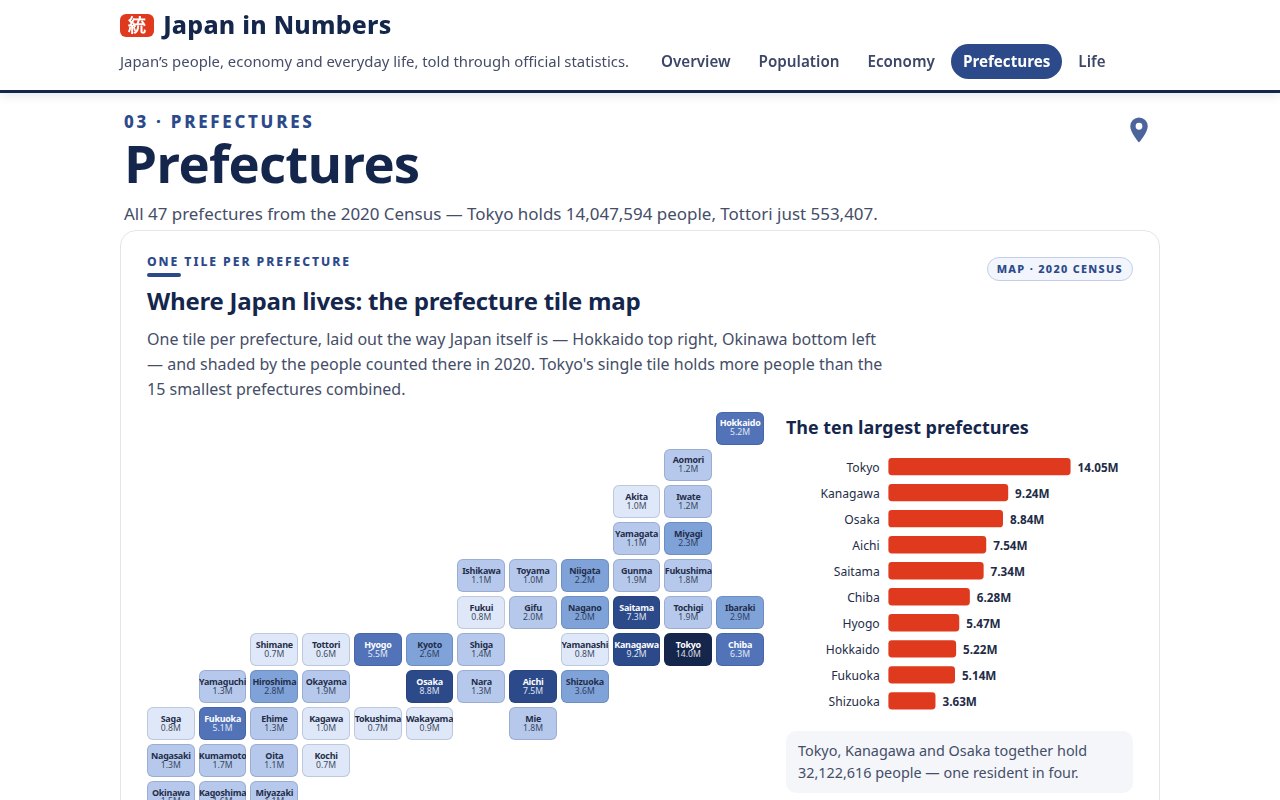 統 Japan in Numbers
Japan's people, economy and everyday life, told through official statistics.
Overview
Population
Economy
Prefectures
Life
03 · PREFECTURES
Prefectures
All 47 prefectures from the 2020 Census — Tokyo holds 14,047,594 people, Tottori just 553,407.
ONE TILE PER PREFECTURE
MAP · 2020 CENSUS
Where Japan lives: the prefecture tile map
One tile per prefecture, laid out the way Japan itself is — Hokkaido top right, Okinawa bottom left
— and shaded by the people counted there in 2020. Tokyo's single tile holds more people than the
15 smallest prefectures combined.
Hokkaido
5.2M
Aomori
1.2M
Akita
1.0M
Iwate
1.2M
Yamagata
1.1M
Miyagi
2.3M
Ishikawa
1.1M
Toyama
1.0M
Niigata
2.2M
Gunma
1.9M
Fukushima
1.8M
Fukui
0.8M
Gifu
2.0M
Nagano
2.0M
Saitama
7.3M
Tochigi
1.9M
Ibaraki
2.9M
Shimane
0.7M
Tottori
0.6M
Hyogo
5.5M
Kyoto
2.6M
Shiga
1.4M
Yamanashi
0.8M
Kanagawa
9.2M
Tokyo
14.0M
Chiba
6.3M
Yamaguchi
1.3M
Hiroshima
2.8M
Okayama
1.9M
Osaka
8.8M
Nara
1.3M
Aichi
7.5M
Shizuoka
3.6M
Saga
0.8M
Fukuoka
5.1M
Ehime
1.3M
Kagawa
1.0M
Tokushima
0.7M
Wakayama
0.9M
Mie
1.8M
Nagasaki
1.3M
Kumamoto
1.7M
Oita
1.1M
Kochi
0.7M
Okinawa
Kagoshima
Miyazaki
The ten largest prefectures
Tokyo 14.05M
Kanagawa 9.24M
Osaka 8.84M
Aichi 7.54M
Saitama 7.34M
Chiba 6.28M
Hyogo 5.47M
Hokkaido 5.22M
Fukuoka 5.14M
Shizuoka 3.63M
Tokyo, Kanagawa and Osaka together hold
32,122,616 people — one resident in four.